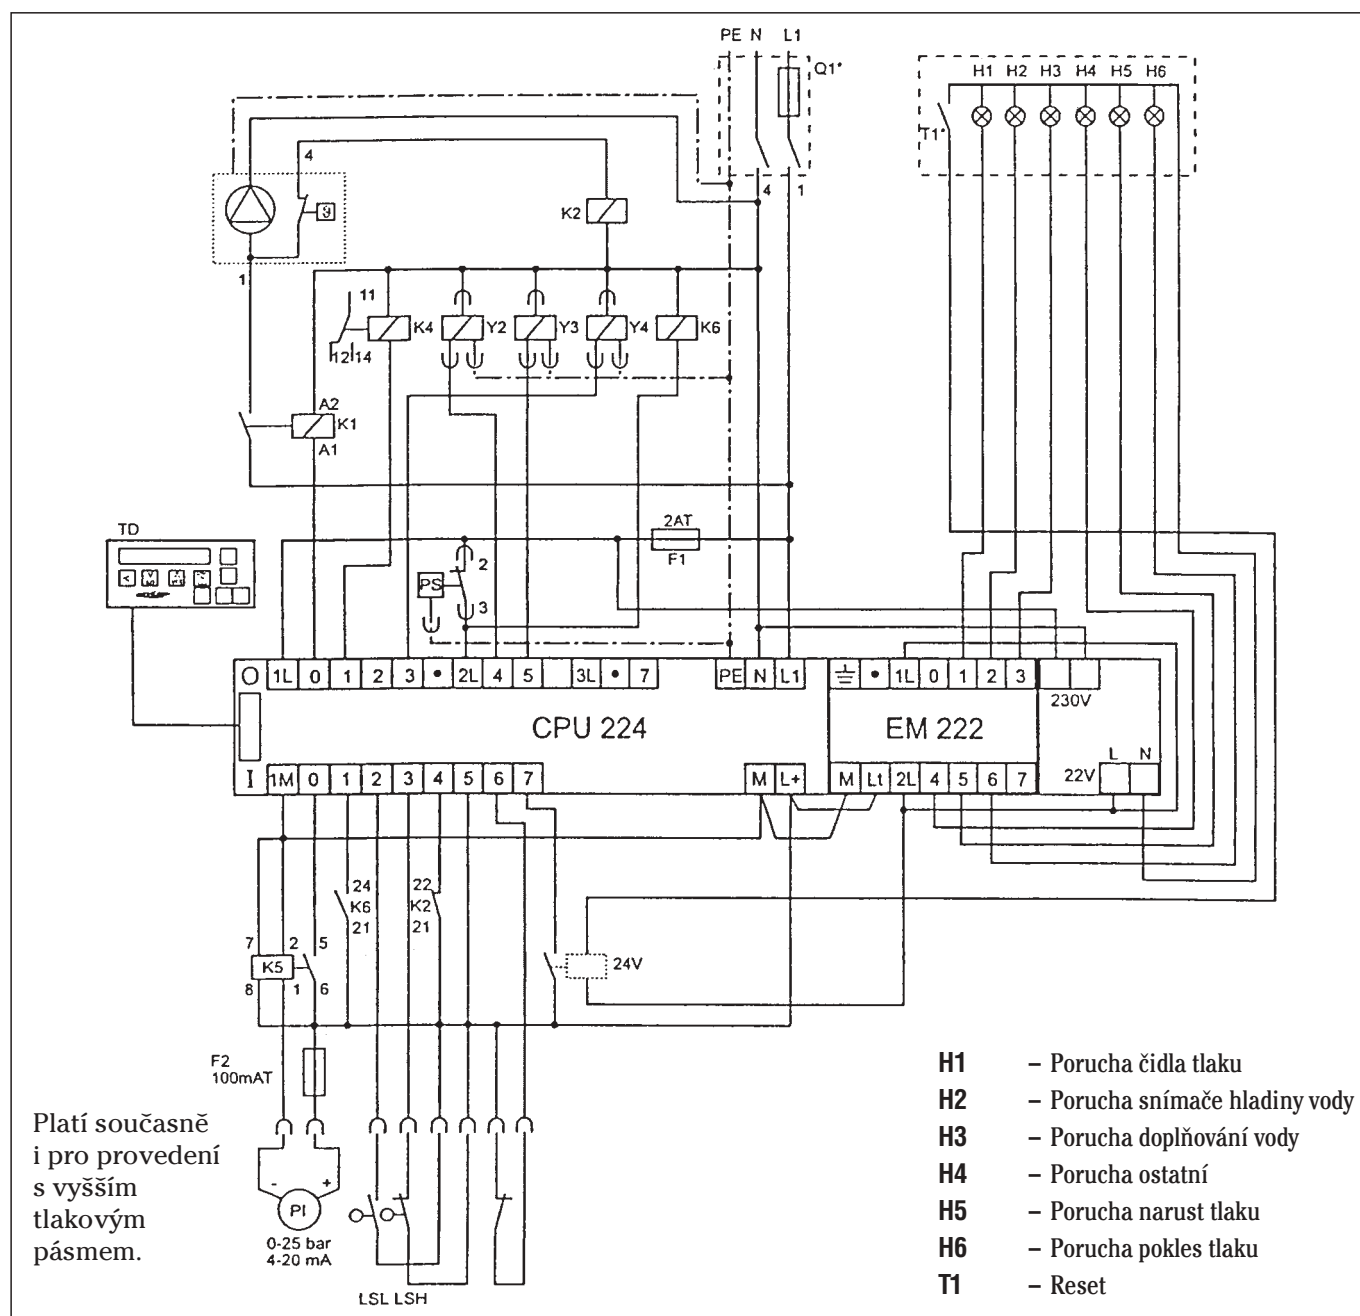 PE N L1
Q1*
H1 H2 H3 H4 H5 H6
T1*
4
4 1
K2
1
11
K4 Y2 Y3 Y4 K6
12 14
A2
K1
A1
TD
2AT
F1
2
PS
3
O 1L 0 1 2 3 • 2L 4 5 3L • 7 PE N L1 • 1L 0 1 2 3
230V
CPU 224 EM 222
L N
22V
I 1M 0 1 2 3 4 5 6 7 M L+ M Lt 2L 4 5 6 7
24 22
K6 K2
21 21
7 2 5
K5 24V
8 1 6
F2
100mAT
- +
PI
0-25 bar
4-20 mA
LSL LSH
Platí současně
i pro provedení
s vyšším
tlakovým
pásmem.
H1 – Porucha čidla tlaku
H2 – Porucha snímače hladiny vody
H3 – Porucha doplňování vody
H4 – Porucha ostatní
H5 – Porucha narust tlaku
H6 – Porucha pokles tlaku
T1 – Reset